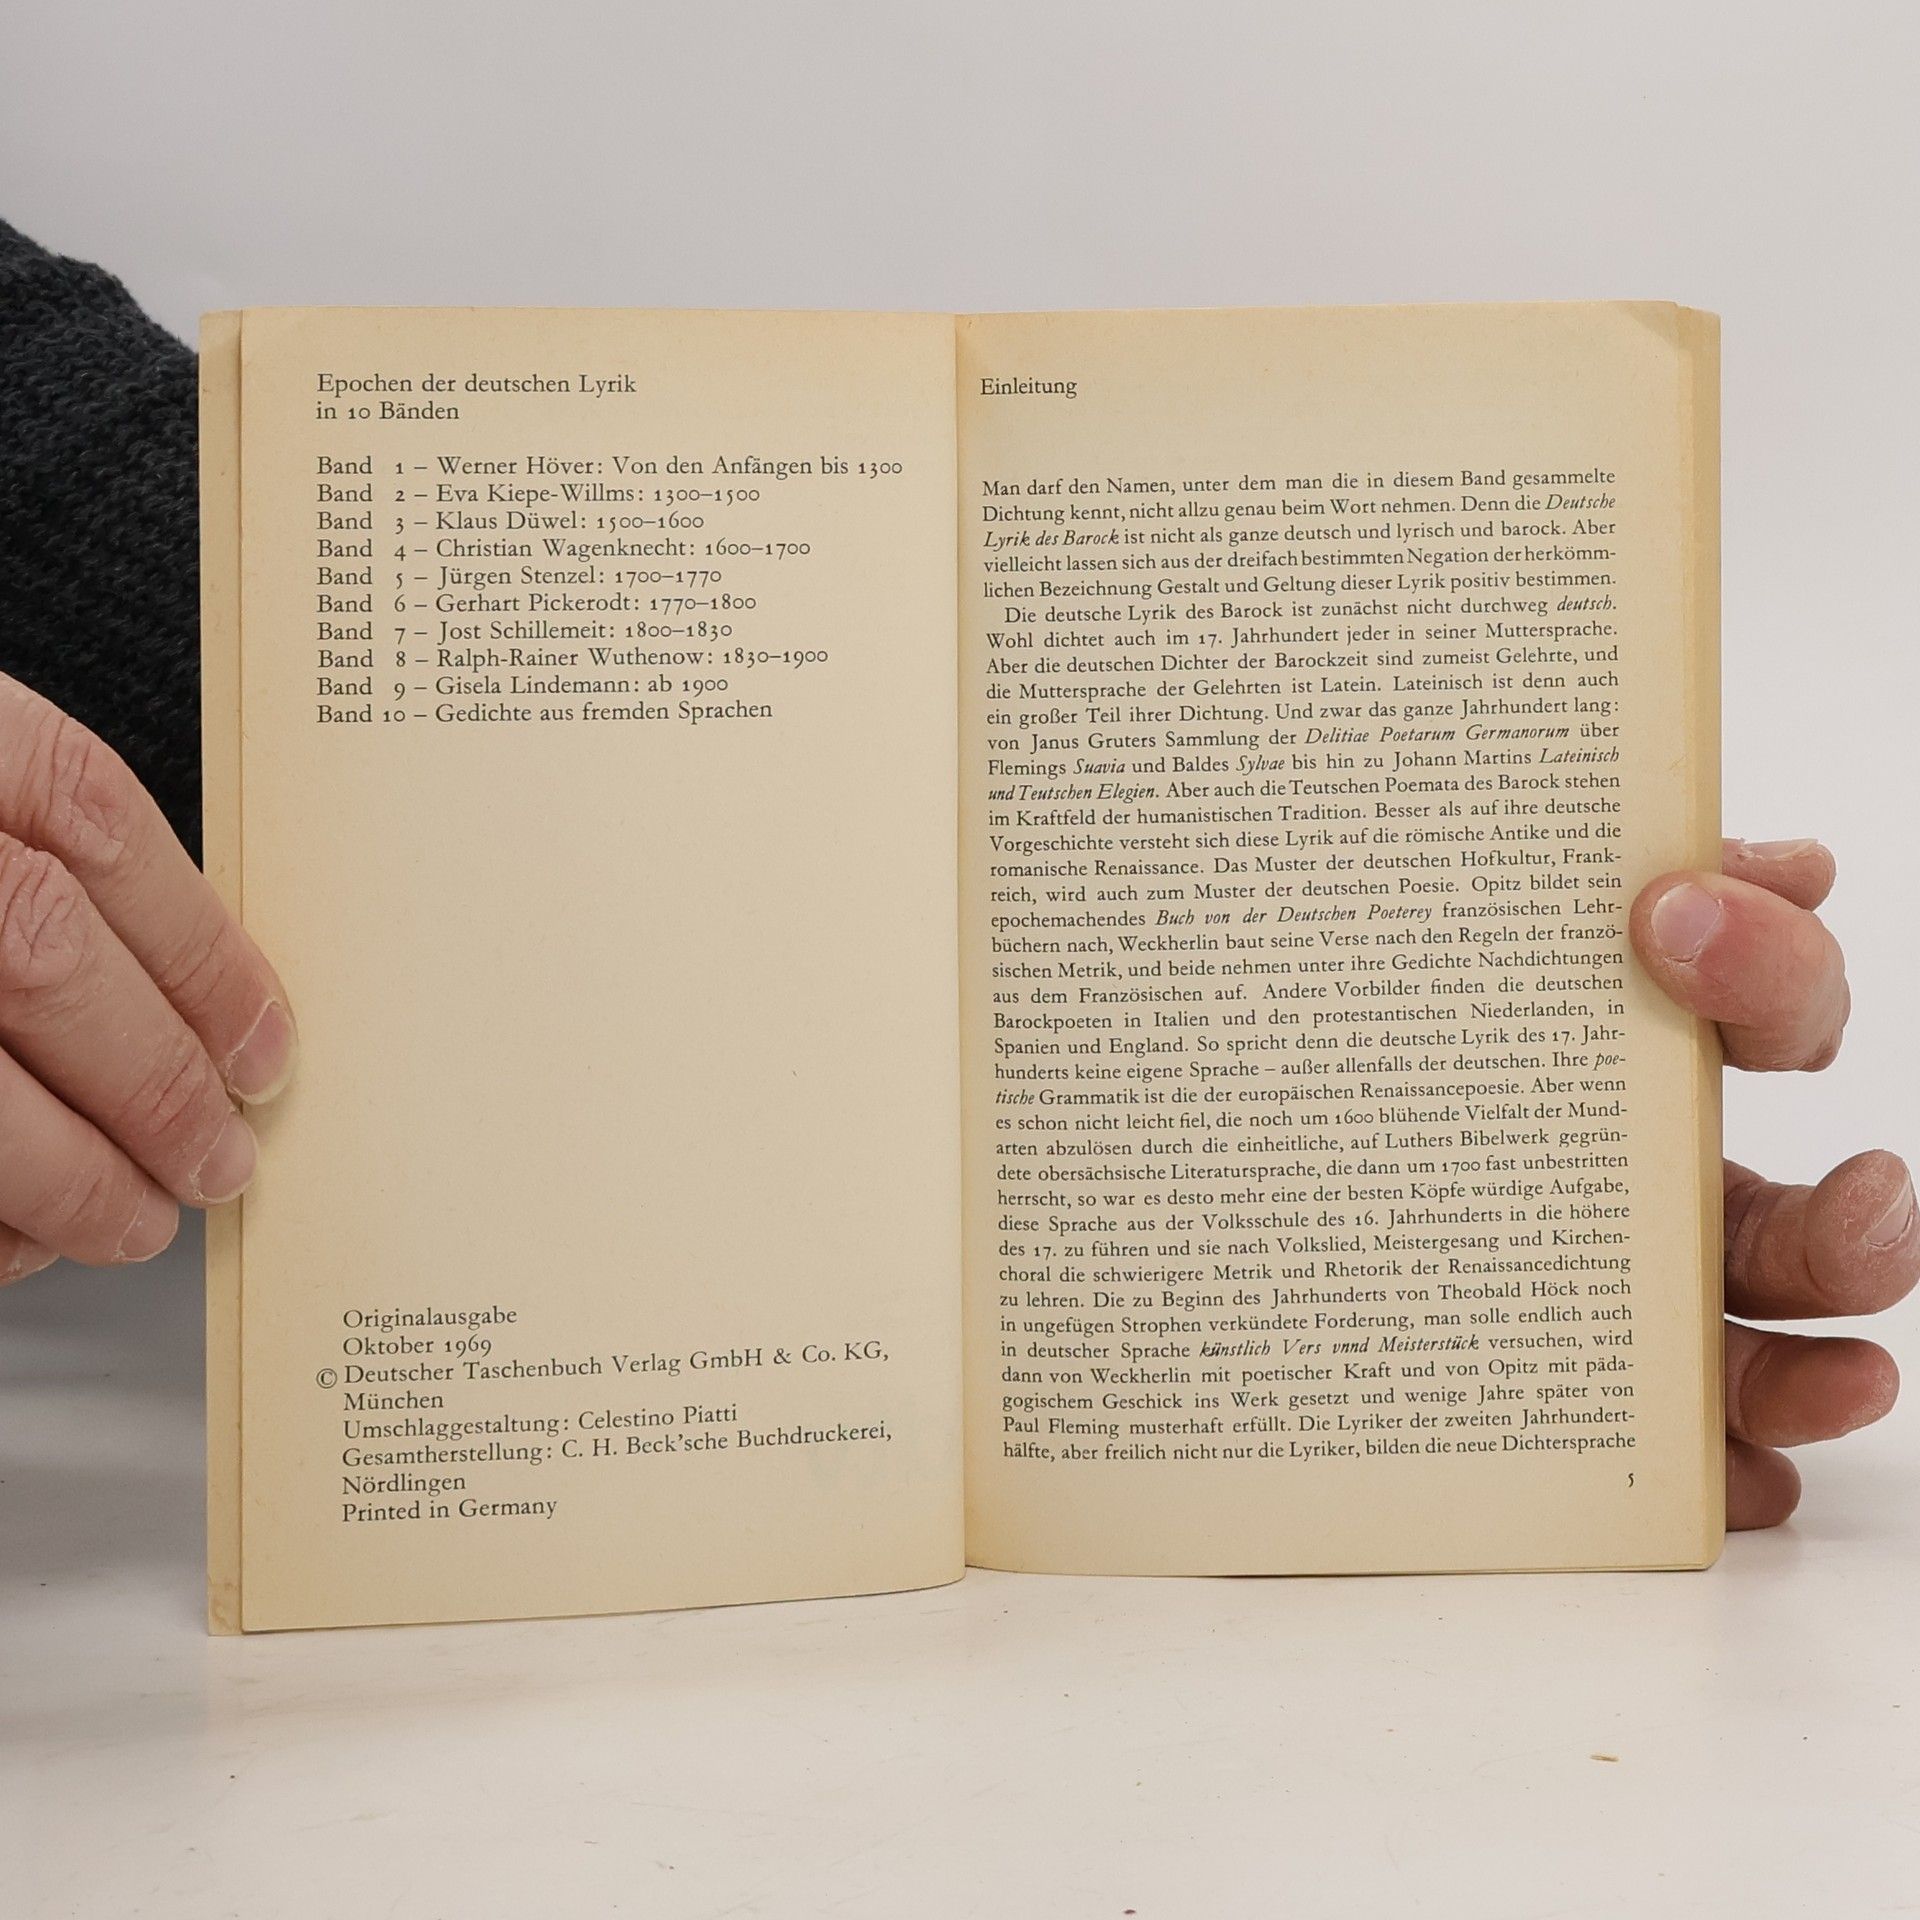 Epochen der deutschen Lyrik
in 10 Bänden
Band 1 – Werner Höver: Von den Anfängen bis 1300
Band 2 – Eva Kiepe-Willms: 1300–1500
Band 3 – Klaus Düwel: 1500–1600
Band 4 – Christian Wagenknecht: 1600–1700
Band 5 – Jürgen Stenzel: 1700–1770
Band 6 – Gerhart Pickerodt: 1770–1800
Band 7 – Jost Schillemeit: 1800–1830
Band 8 – Ralph-Rainer Wuthenow: 1830–1900
Band 9 – Gisela Lindemann: ab 1900
Band 10 – Gedichte aus fremden Sprachen
Originalausgabe
Oktober 1969
© Deutscher Taschenbuch Verlag GmbH & Co. KG,
München
Umschlaggestaltung: Celestino Piatti
Gesamtherstellung: C. H. Beck'sche Buchdruckerei,
Nördlingen
Printed in Germany
Einleitung
Man darf den Namen, unter dem man die in diesem Band gesammelte
Dichtung kennt, nicht allzu genau beim Wort nehmen. Denn die Deutsche
Lyrik des Barock ist nicht als ganze deutsch und lyrisch und barock. Aber
vielleicht lassen sich aus der dreifach bestimmten Negation der herkömm-
lichen Bezeichnung Gestalt und Geltung dieser Lyrik positiv bestimmen.
Die deutsche Lyrik des Barock ist zunächst nicht durchweg deutsch.
Wohl dichtet auch im 17. Jahrhundert jeder in seiner Muttersprache.
Aber die deutschen Dichter der Barockzeit sind zumeist Gelehrte, und
die Muttersprache der Gelehrten ist Latein. Lateinisch ist denn auch
ein großer Teil ihrer Dichtung. Und zwar das ganze Jahrhundert lang:
von Janus Gruters Sammlung der Delitiae Poetarum Germanorum über
Flemings Suavia und Baldes Sylvae bis hin zu Johann Martins Lateinisch
und Teutschen Elegien. Aber auch die Teutschen Poemata des Barock stehen
im Kraftfeld der humanistischen Tradition. Besser als auf ihre deutsche
Vorgeschichte versteht sich diese Lyrik auf die römische Antike und die
romanische Renaissance. Das Muster der deutschen Hofkultur, Frank-
reich, wird auch zum Muster der deutschen Poesie. Opitz bildet sein
epochemachendes Buch von der Deutschen Poeterey französischen Lehr-
büchern nach, Weckherlin baut seine Verse nach den Regeln der franzö-
sischen Metrik, und beide nehmen unter ihre Gedichte Nachdichtungen
aus dem Französischen auf. Andere Vorbilder finden die deutschen
Barockpoeten in Italien und den protestantischen Niederlanden, in
Spanien und England. So spricht denn die deutsche Lyrik des 17. Jahr-
hunderts keine eigene Sprache – außer allenfalls der deutschen. Ihre poe-
tische Grammatik ist die der europäischen Renaissancepoesie. Aber wenn
es schon nicht leicht fiel, die noch um 1600 blühende Vielfalt der Mund-
arten abzulösen durch die einheitliche, auf Luthers Bibelwerk gegrün-
dete obersächsische Literatursprache, die dann um 1700 fast unbestritten
herrscht, so war es desto mehr eine der besten Köpfe würdige Aufgabe,
diese Sprache aus der Volksschule des 16. Jahrhunderts in die höhere
des 17. zu führen und sie nach Volkslied, Meistergesang und Kirchen-
choral die schwierigere Metrik und Rhetorik der Renaissancedichtung
zu lehren. Die zu Beginn des Jahrhunderts von Theobald Höck noch
in ungefügen Strophen verkündete Forderung, man solle endlich auch
in deutscher Sprache künstlich Vers vnnd Meisterstück versuchen, wird
dann von Weckherlin mit poetischer Kraft und von Opitz mit päda-
gogischem Geschick ins Werk gesetzt und wenige Jahre später von
Paul Fleming musterhaft erfüllt. Die Lyriker der zweiten Jahrhundert-
hälfte, aber freilich nicht nur die Lyriker, bilden die neue Dichtersprache
5